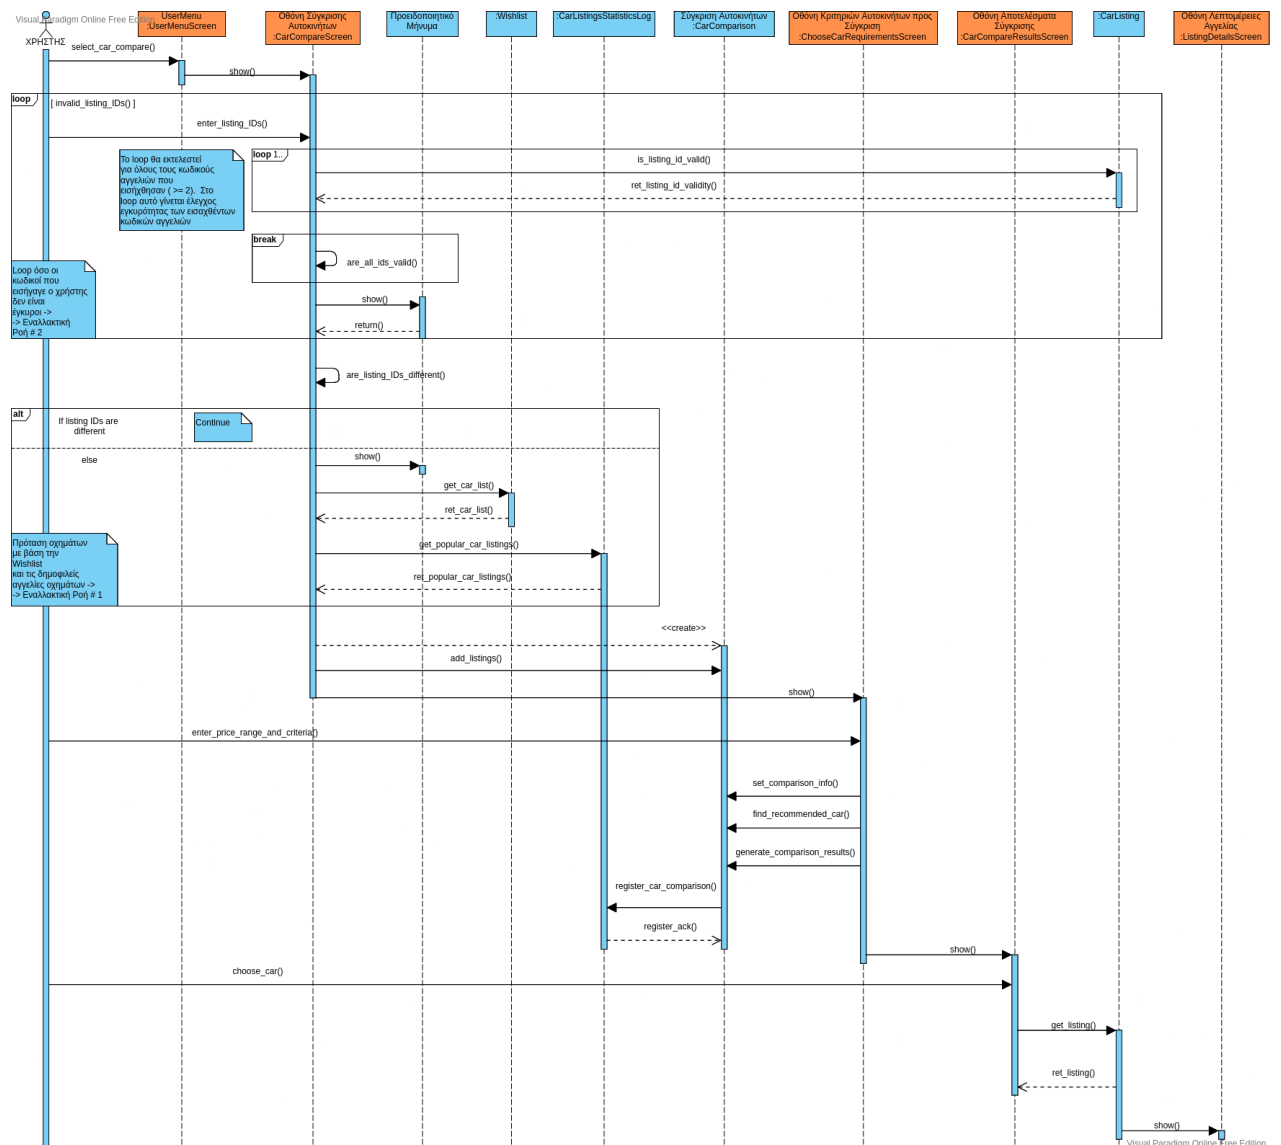 Visual Paradigm Online Free Edition
ΧΡΗΣΤΗΣ
UserMenu
:UserMenuScreen
Οθόνη Σύγκρισης
Αυτοκινήτων
:CarCompareScreen
Προειδοποιητικό
Μήνυμα
:Wishlist
:CarListingsStatisticsLog
Σύγκριση Αυτοκινήτων
:CarComparison
Οθόνη Κριτηρίων Αυτοκινήτων προς
Σύγκριση
:ChooseCarRequirementsScreen
Οθόνη Αποτελέσματα
Σύγκρισης
:CarCompareResultsScreen
:CarListing
Οθόνη Λεπτομέρειες
Αγγελίας
:ListingDetailsScreen
select_car_compare()
show()
loop
[ invalid_listing_IDs() ]
enter_listing_IDs()
Το loop θα εκτελεστεί
για όλους τους κωδικούς
αγγελιών που
εισήχθησαν ( >= 2). Στο
loop αυτό γίνεται έλεγχος
εγκυρότητας των εισαχθέντων
κωδικών αγγελιών
loop 1..
is_listing_id_valid()
ret_listing_id_validity()
break
are_all_ids_valid()
Loop όσο οι
κωδικοί που
εισήγαγε ο χρήστης
δεν είναι
έγκυροι ->
-> Εναλλακτική
Ροή # 2
show()
return()
are_listing_IDs_different()
alt
If listing IDs are
different
Continue
else
show()
get_car_list()
ret_car_list()
Πρόταση οχημάτων
με βάση την
Wishlist
και τις δημοφιλείς
αγγελίες οχημάτων ->
-> Εναλλακτική Ροή # 1
get_popular_car_listings()
ret_popular_car_listings()
<<create>>
add_listings()
show()
enter_price_range_and_criteria()
set_comparison_info()
find_recommended_car()
generate_comparison_results()
register_car_comparison()
register_ack()
show()
choose_car()
get_listing()
ret_listing()
show()
Visual Paradigm Online Free Edition